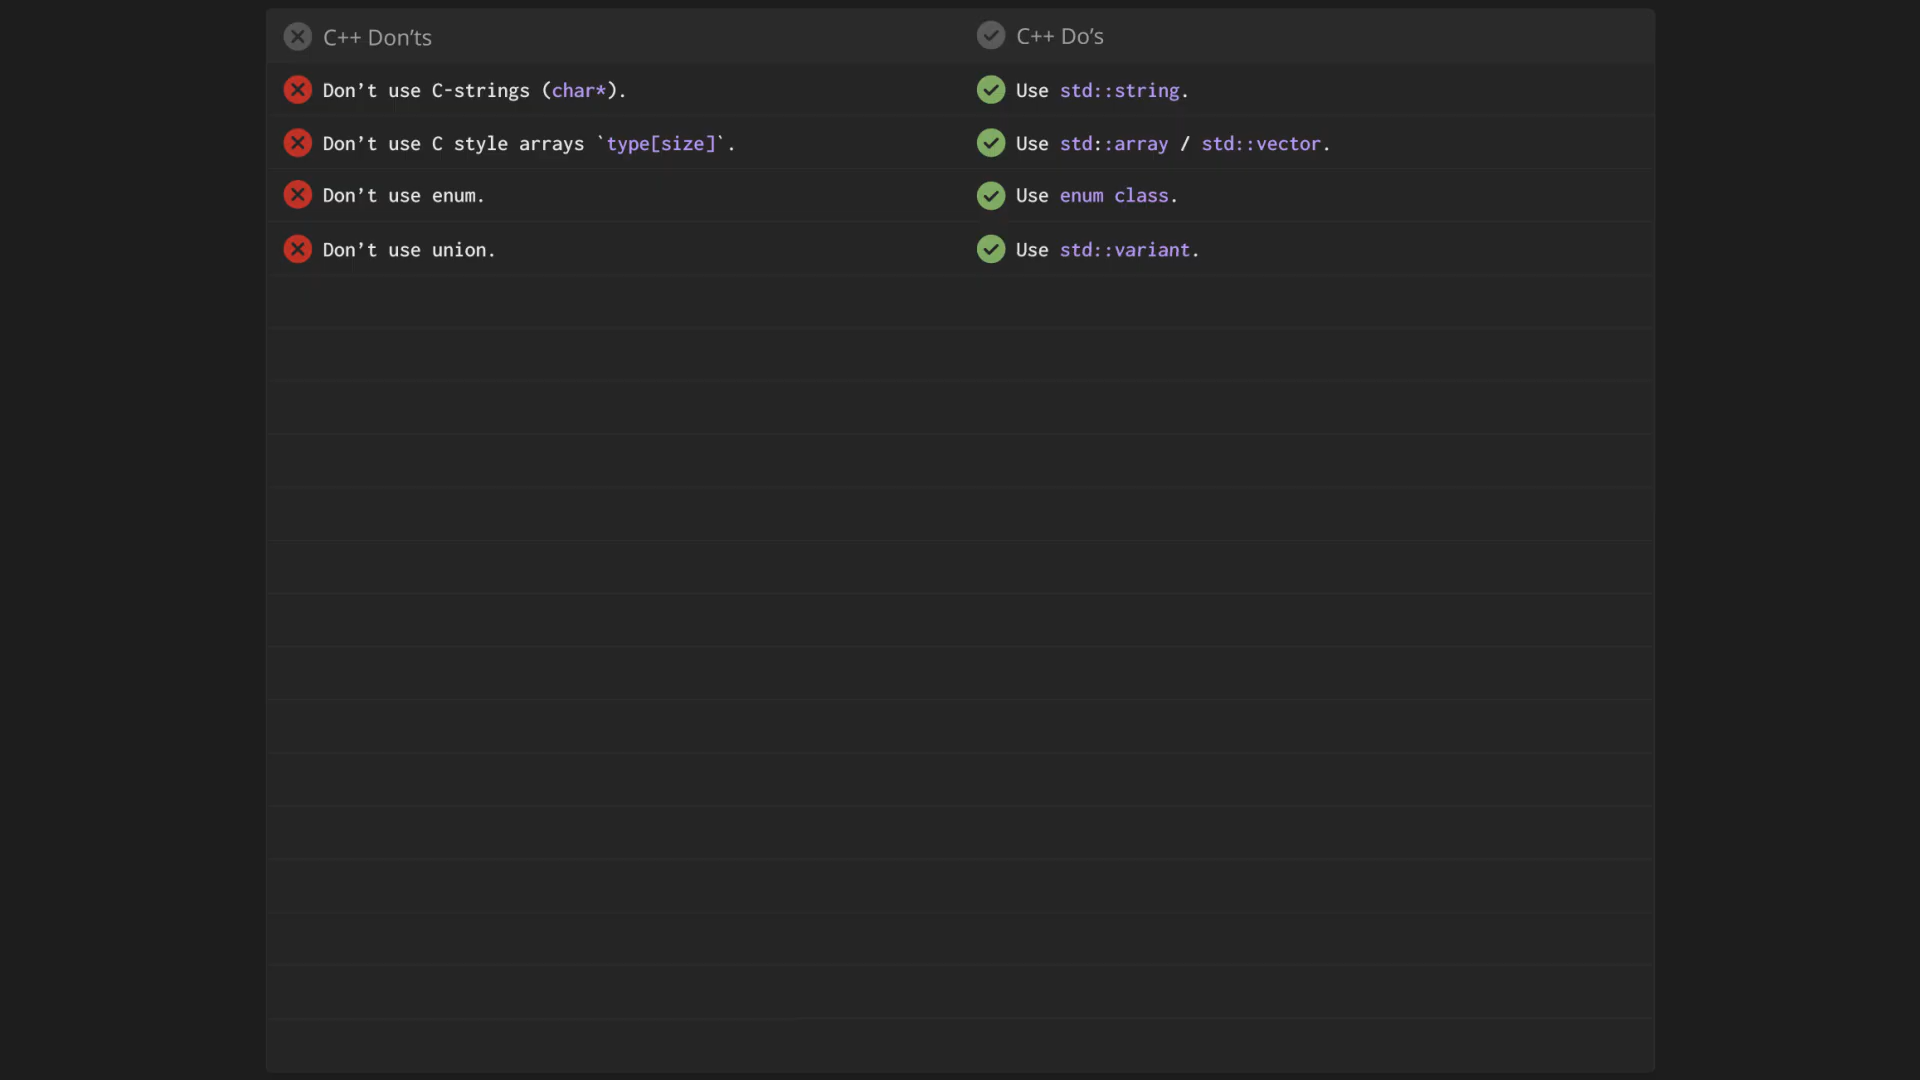 C++ Don’ts
C++ Do’s
Don’t use C-strings (char*).
Use std::string.
Don’t use C style arrays `type[size]`.
Use std::array / std::vector.
Don’t use enum.
Use enum class.
Don’t use union.
Use std::variant.